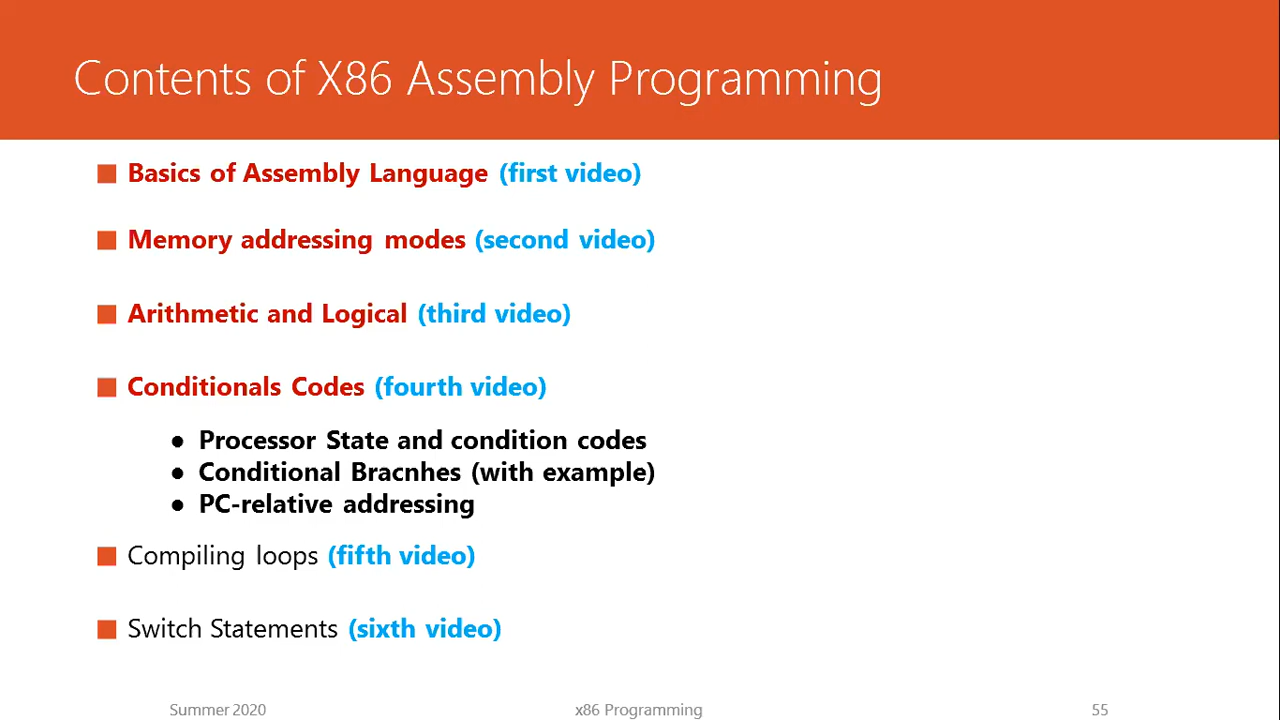 Contents of X86 Assembly Programming
Basics of Assembly Language (first video)
Memory addressing modes (second video)
Arithmetic and Logical (third video)
Conditionals Codes (fourth video)
Processor State and condition codes
Conditional Bracnhes (with example)
PC-relative addressing
Compiling loops (fifth video)
Switch Statements (sixth video)
Summer 2020 x86 Programming 55